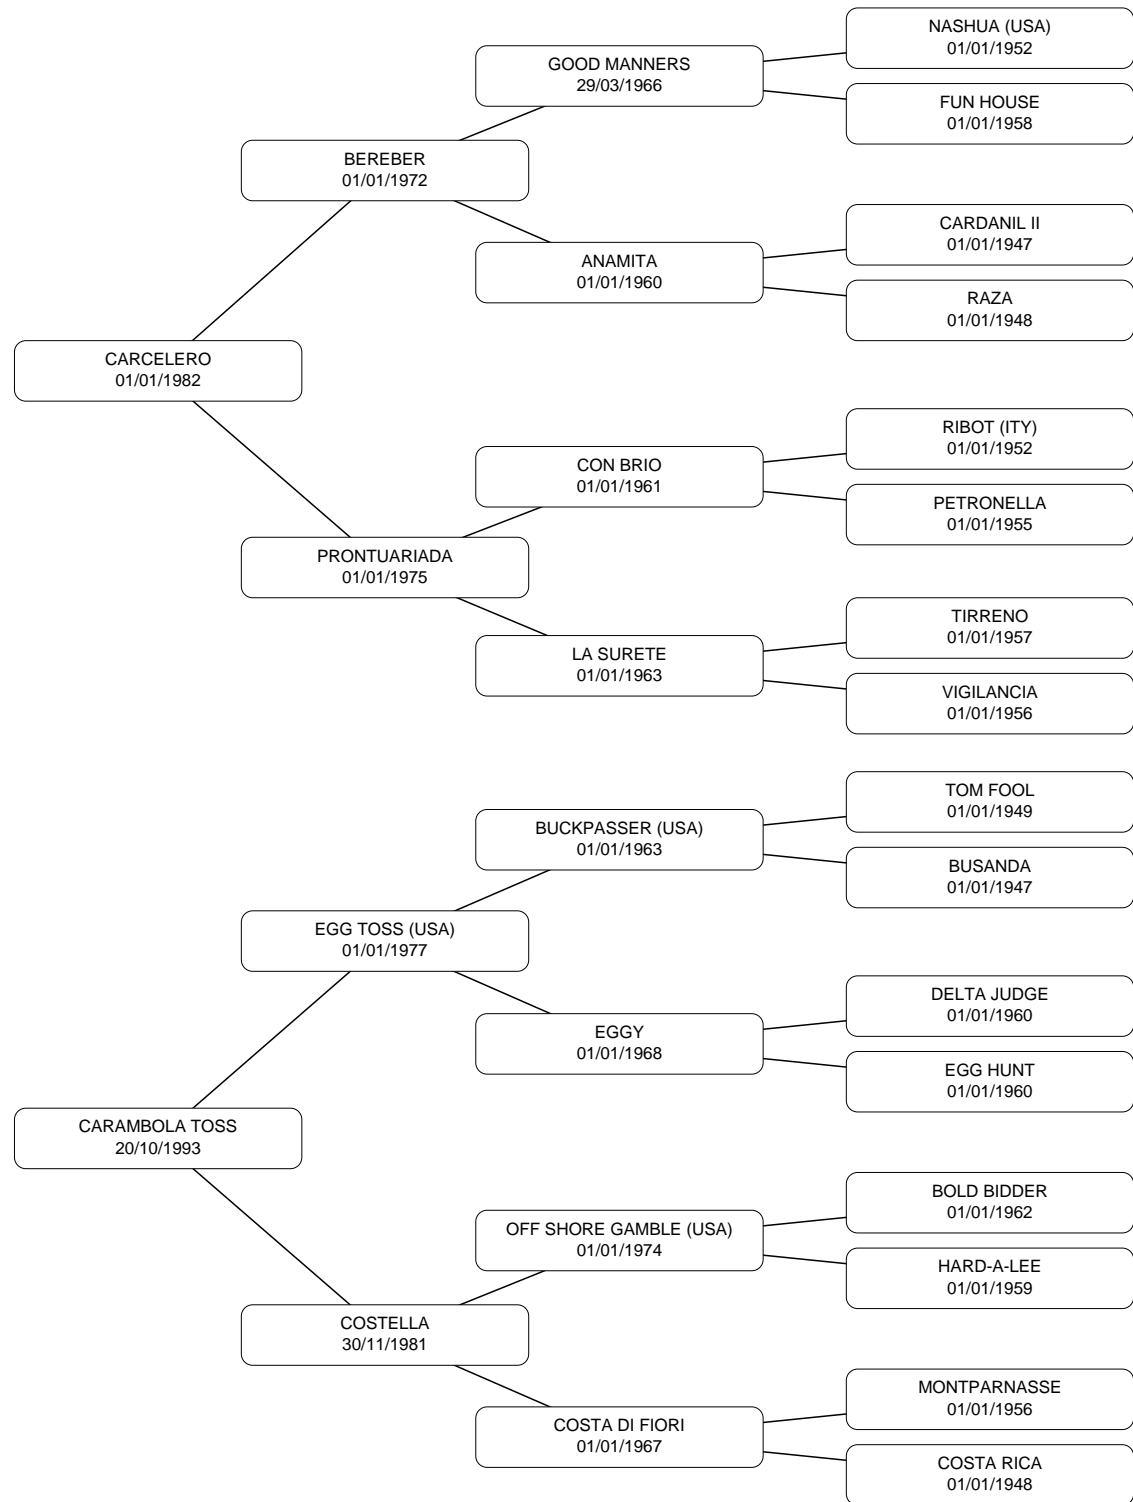 NASHUA (USA)
01/01/1952
GOOD MANNERS
29/03/1966
FUN HOUSE
01/01/1958
BEREBER
01/01/1972
CARDANIL II
01/01/1947
ANAMITA
01/01/1960
RAZA
01/01/1948
CARCELERO
01/01/1982
RIBOT (ITY)
01/01/1952
CON BRIO
01/01/1961
PETRONELLA
01/01/1955
PRONTUARIADA
01/01/1975
TIRRENO
01/01/1957
LA SURETE
01/01/1963
VIGILANCIA
01/01/1956
TOM FOOL
01/01/1949
BUCKPASSER (USA)
01/01/1963
BUSANDA
01/01/1947
EGG TOSS (USA)
01/01/1977
DELTA JUDGE
01/01/1960
EGGY
01/01/1968
EGG HUNT
01/01/1960
CARAMBOLA TOSS
20/10/1993
BOLD BIDDER
01/01/1962
OFF SHORE GAMBLE (USA)
01/01/1974
HARD-A-LEE
01/01/1959
COSTELLA
30/11/1981
MONTPARNASSE
01/01/1956
COSTA DI FIORI
01/01/1967
COSTA RICA
01/01/1948